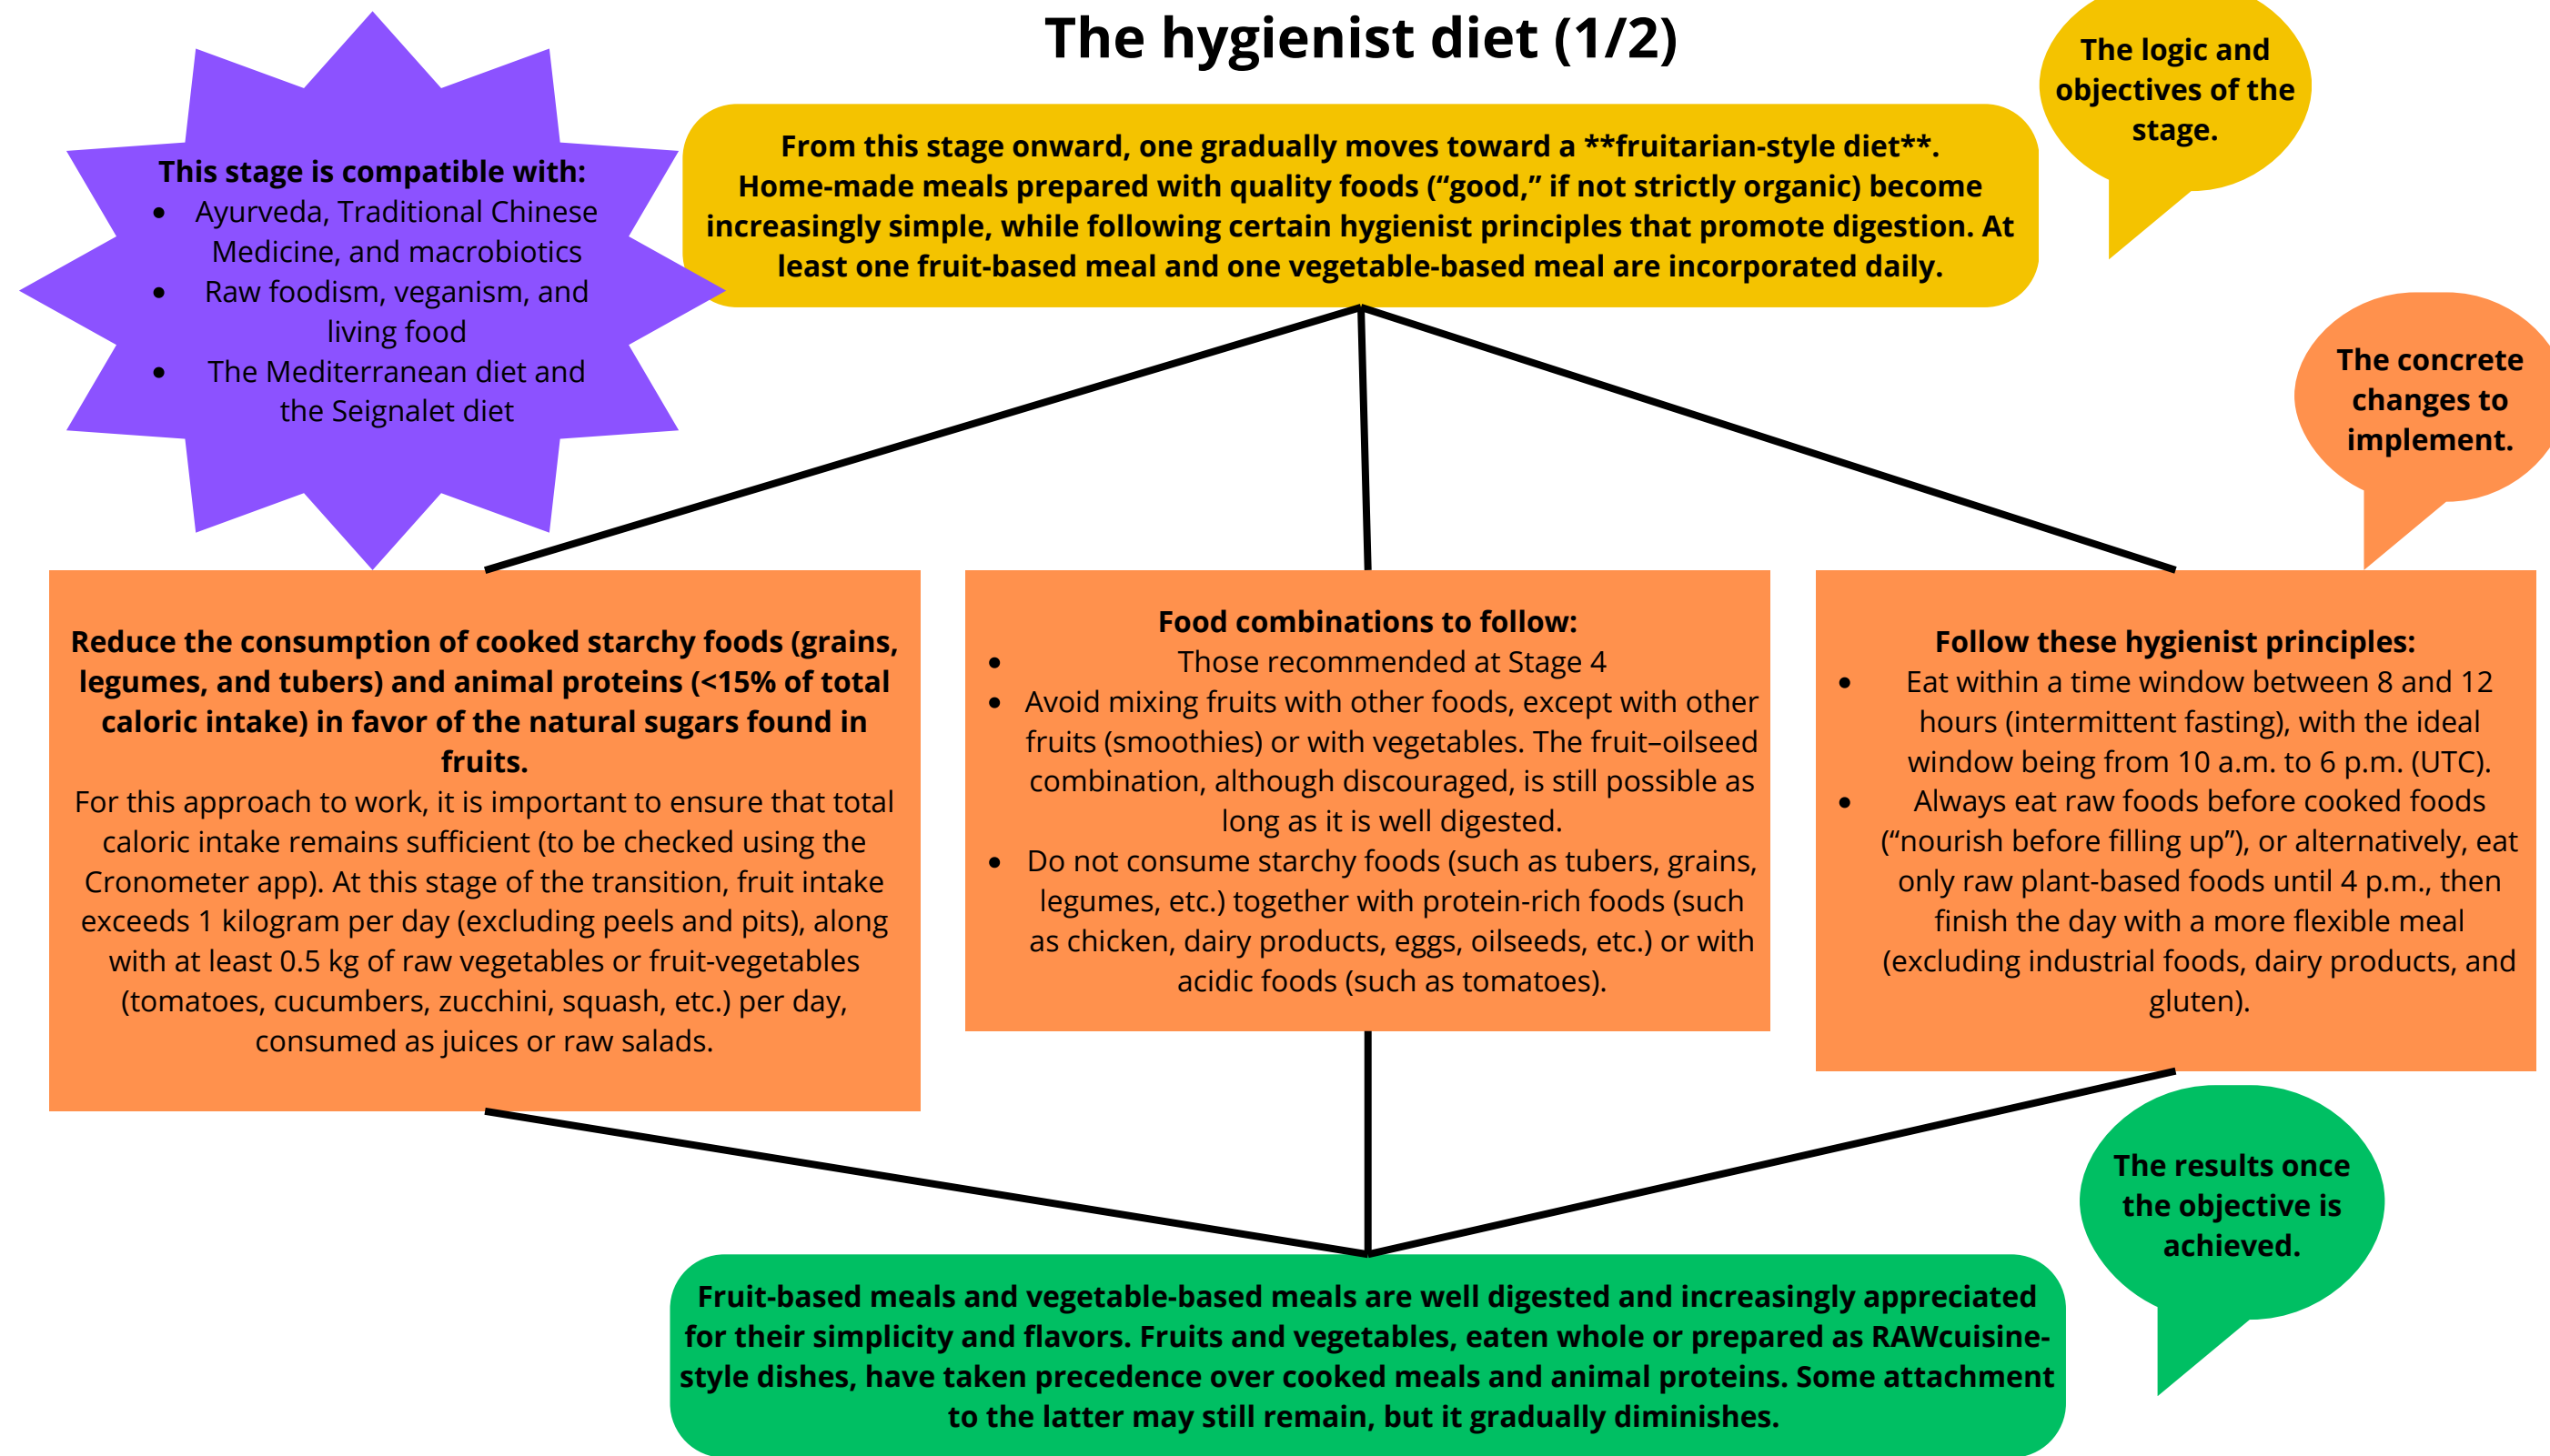 The hygienist diet (1/2)
The logic and
objectives of the
stage.
From this stage onward, one gradually moves toward a **fruitarian-style diet**.
Home-made meals prepared with quality foods (“good,” if not strictly organic) become
increasingly simple, while following certain hygienist principles that promote digestion. At
least one fruit-based meal and one vegetable-based meal are incorporated daily.
This stage is compatible with:
• Ayurveda, Traditional Chinese
Medicine, and macrobiotics
• Raw foodism, veganism, and
living food
• The Mediterranean diet and
the Seignalet diet
The concrete
changes to
implement.
Reduce the consumption of cooked starchy foods (grains,
legumes, and tubers) and animal proteins (<15% of total
caloric intake) in favor of the natural sugars found in
fruits.
For this approach to work, it is important to ensure that total
caloric intake remains sufficient (to be checked using the
Cronometer app). At this stage of the transition, fruit intake
exceeds 1 kilogram per day (excluding peels and pits), along
with at least 0.5 kg of raw vegetables or fruit-vegetables
(tomatoes, cucumbers, zucchini, squash, etc.) per day,
consumed as juices or raw salads.
Food combinations to follow:
• Those recommended at Stage 4
• Avoid mixing fruits with other foods, except with other
fruits (smoothies) or with vegetables. The fruit–oilseed
combination, although discouraged, is still possible as
long as it is well digested.
• Do not consume starchy foods (such as tubers, grains,
legumes, etc.) together with protein-rich foods (such
as chicken, dairy products, eggs, oilseeds, etc.) or with
acidic foods (such as tomatoes).
Follow these hygienist principles:
• Eat within a time window between 8 and 12
hours (intermittent fasting), with the ideal
window being from 10 a.m. to 6 p.m. (UTC).
• Always eat raw foods before cooked foods
(“nourish before filling up”), or alternatively, eat
only raw plant-based foods until 4 p.m., then
finish the day with a more flexible meal
(excluding industrial foods, dairy products, and
gluten).
The results once
the objective is
achieved.
Fruit-based meals and vegetable-based meals are well digested and increasingly appreciated
for their simplicity and flavors. Fruits and vegetables, eaten whole or prepared as RAWcuisine-
style dishes, have taken precedence over cooked meals and animal proteins. Some attachment
to the latter may still remain, but it gradually diminishes.